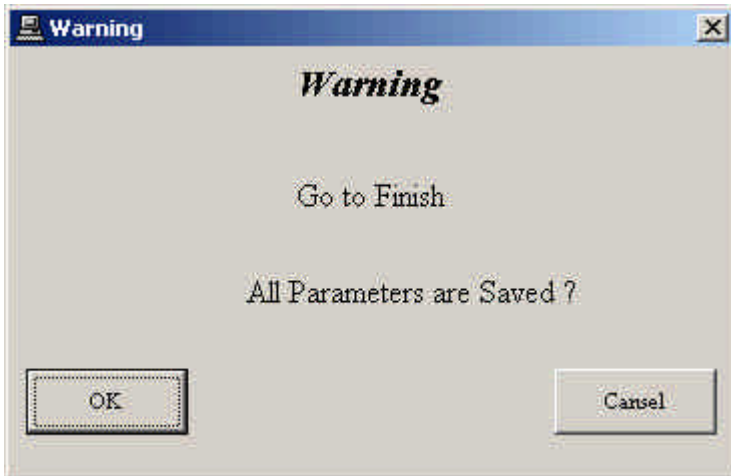 Warning
Warning
Go to Finish
All Parameters are Saved ?
OK
Cansel